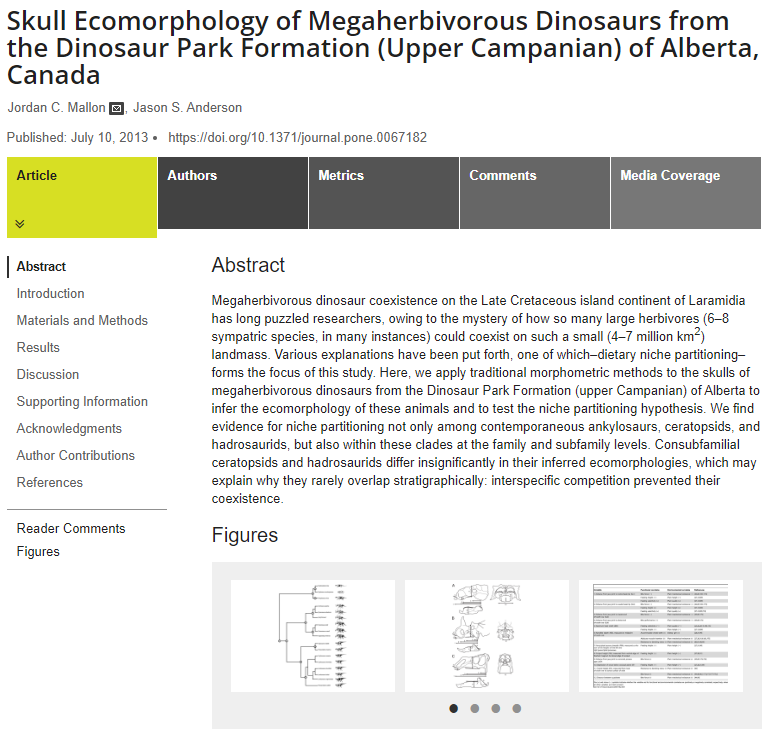 Skull Ecomorphology of Megaherbivorous Dinosaurs from
the Dinosaur Park Formation (Upper Campanian) of Alberta,
Canada
Jordan C. Mallon , Jason S. Anderson
Published: July 10, 2013 • https://doi.org/10.1371/journal.pone.0067182
Article
Authors
Metrics
Comments
Media Coverage
Abstract
Introduction
Materials and Methods
Results
Discussion
Supporting Information
Acknowledgments
Author Contributions
References
Reader Comments
Figures
Abstract
Megaherbivorous dinosaur coexistence on the Late Cretaceous island continent of Laramidia
has long puzzled researchers, owing to the mystery of how so many large herbivores (6–8
sympatric species, in many instances) could coexist on such a small (4–7 million km2)
landmass. Various explanations have been put forth, one of which–dietary niche partitioning–
forms the focus of this study. Here, we apply traditional morphometric methods to the skulls of
megaherbivorous dinosaurs from the Dinosaur Park Formation (upper Campanian) of Alberta to
infer the ecomorphology of these animals and to test the niche partitioning hypothesis. We find
evidence for niche partitioning not only among contemporaneous ankylosaurs, ceratopsids, and
hadrosaurids, but also within these clades at the family and subfamily levels. Consubfamilial
ceratopsids and hadrosaurids differ insignificantly in their inferred ecomorphologies, which may
explain why they rarely overlap stratigraphically: interspecific competition prevented their
coexistence.
Figures
A
B
C